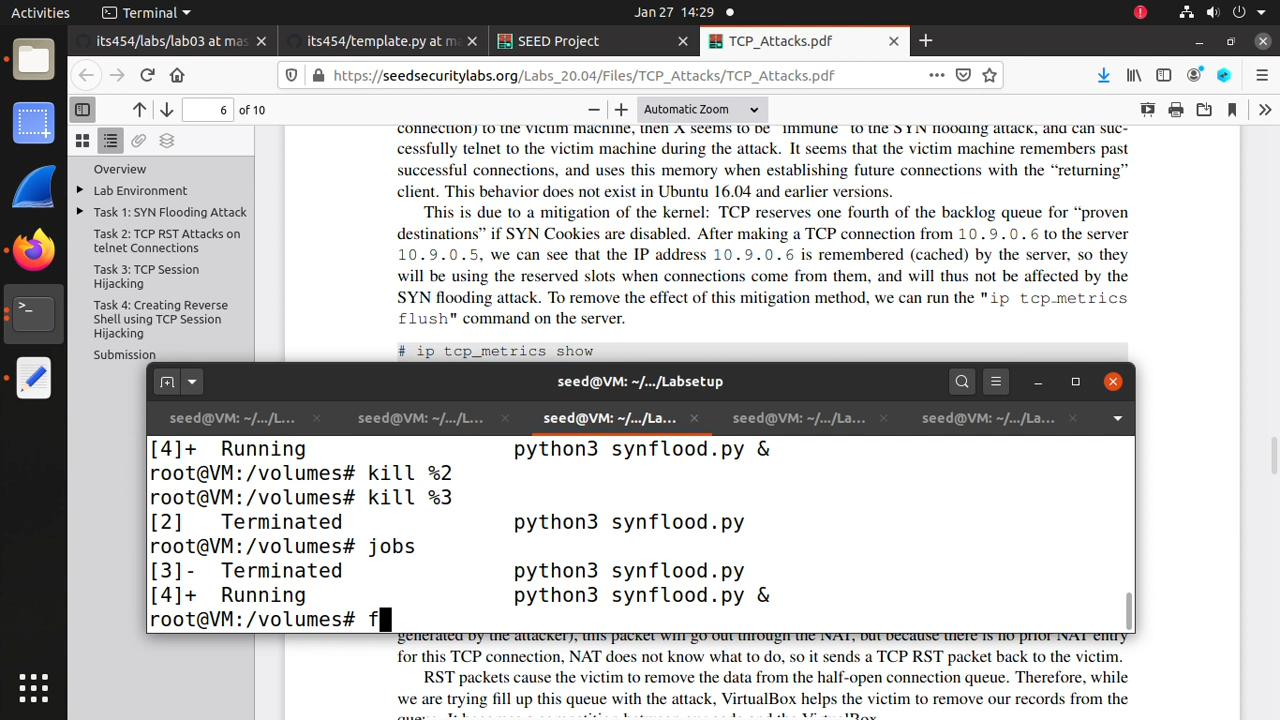 Activities
Terminal
Jan 27 14:29
its454/labs/lab03 at mas
its454/template.py at ma
SEED Project
TCP_Attacks.pdf
https://seedsecuritylabs.org/Labs_20.04/Files/TCP_Attacks/TCP_Attacks.pdf
6 of 10
Automatic Zoom
Overview
Lab Environment
Task 1: SYN Flooding Attack
Task 2: TCP RST Attacks on
telnet Connections
Task 3: TCP Session
Hijacking
Task 4: Creating Reverse
Shell using TCP Session
Hijacking
Submission
connection) to the victim machine, then X seems to be "immune" to the SYN flooding attack, and can suc-
cessfully telnet to the victim machine during the attack. It seems that the victim machine remembers past
successful connections, and uses this memory when establishing future connections with the "returning"
client. This behavior does not exist in Ubuntu 16.04 and earlier versions.
This is due to a mitigation of the kernel: TCP reserves one fourth of the backlog queue for "proven
destinations" if SYN Cookies are disabled. After making a TCP connection from 10.9.0.6 to the server
10.9.0.5, we can see that the IP address 10.9.0.6 is remembered (cached) by the server, so they
will be using the reserved slots when connections come from them, and will thus not be affected by the
SYN flooding attack. To remove the effect of this mitigation method, we can run the "ip tcp_metrics
flush" command on the server.
# ip tcp_metrics show
seed@VM: ~/.../Labsetup
seed@VM: ~/.../L...
seed@VM: ~/.../L...
seed@VM: ~/.../La...
seed@VM: ~/.../La...
seed@VM: ~/.../La...
[4]+  Running                 python3 synflood.py &
root@VM:/volumes# kill %2
root@VM:/volumes# kill %3
[2]   Terminated              python3 synflood.py
root@VM:/volumes# jobs
[3]-  Terminated              python3 synflood.py
[4]+  Running                 python3 synflood.py &
root@VM:/volumes# f
generated by the attacker), this packet will go out through the NAT, but because there is no prior NAT entry
for this TCP connection, NAT does not know what to do, so it sends a TCP RST packet back to the victim.
RST packets cause the victim to remove the data from the half-open connection queue. Therefore, while
we are trying fill up this queue with the attack, VirtualBox helps the victim to remove our records from the